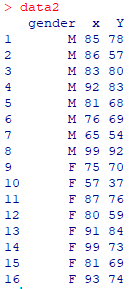 > data2
gender x Y
1 M 85 78
2 M 86 57
3 M 83 80
4 M 92 83
5 M 81 68
6 M 76 69
7 M 65 54
8 M 99 92
9 F 75 70
10 F 57 37
11 F 87 76
12 F 80 59
13 F 91 84
14 F 99 73
15 F 81 69
16 F 93 74